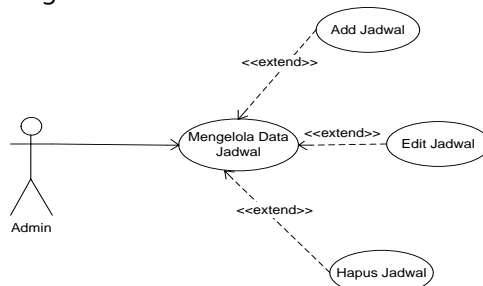 Add Jadwal
<<extend>>
Mengelola Data
Jadwal
<<extend>>
Edit Jadwal
<<extend>>
Admin
Hapus Jadwal